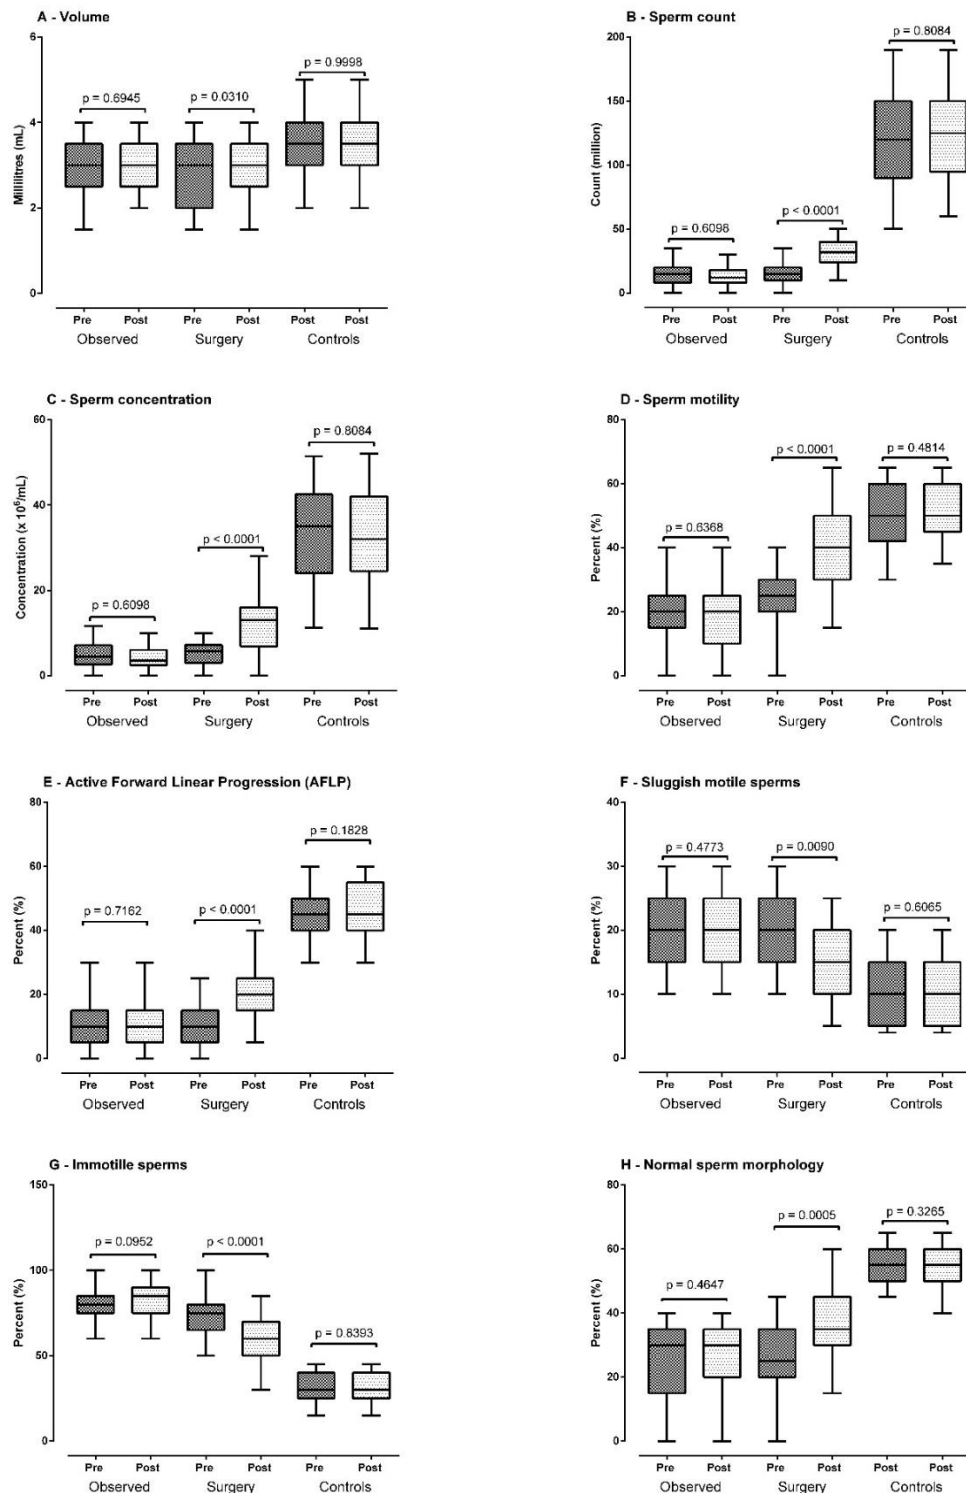 A - Volume
Millilitres (mL)
6
4
2
0
p = 0.6945
p = 0.0310
p = 0.9998
Pre Post Pre Post Post Post
Observed Surgery Controls
B - Sperm count
Count (million)
200
150
100
50
0
p = 0.6098
p < 0.0001
p = 0.8084
Pre Post Pre Post Pre Post
Observed Surgery Controls
C - Sperm concentration
Concentration (x 10⁶/mL)
60
40
20
0
p = 0.6098
p < 0.0001
p = 0.8084
Pre Post Pre Post Pre Post
Observed Surgery Controls
D - Sperm motility
Percent (%)
80
60
40
20
0
p = 0.6368
p < 0.0001
p = 0.4814
Pre Post Pre Post Pre Post
Observed Surgery Controls
E - Active Forward Linear Progression (AFLP)
Percent (%)
80
60
40
20
0
p = 0.7162
p < 0.0001
p = 0.1828
Pre Post Pre Post Pre Post
Observed Surgery Controls
F - Sluggish motile sperms
Percent (%)
40
30
20
10
0
p = 0.4773
p = 0.0090
p = 0.6065
Pre Post Pre Post Pre Post
Observed Surgery Controls
G - Immotille sperms
Percent (%)
150
100
50
0
p = 0.0952
p < 0.0001
p = 0.8393
Pre Post Pre Post Pre Post
Observed Surgery Controls
H - Normal sperm morphology
Percent (%)
80
60
40
20
0
p = 0.4647
p = 0.0005
p = 0.3265
Pre Post Pre Post Post Post
Observed Surgery Controls